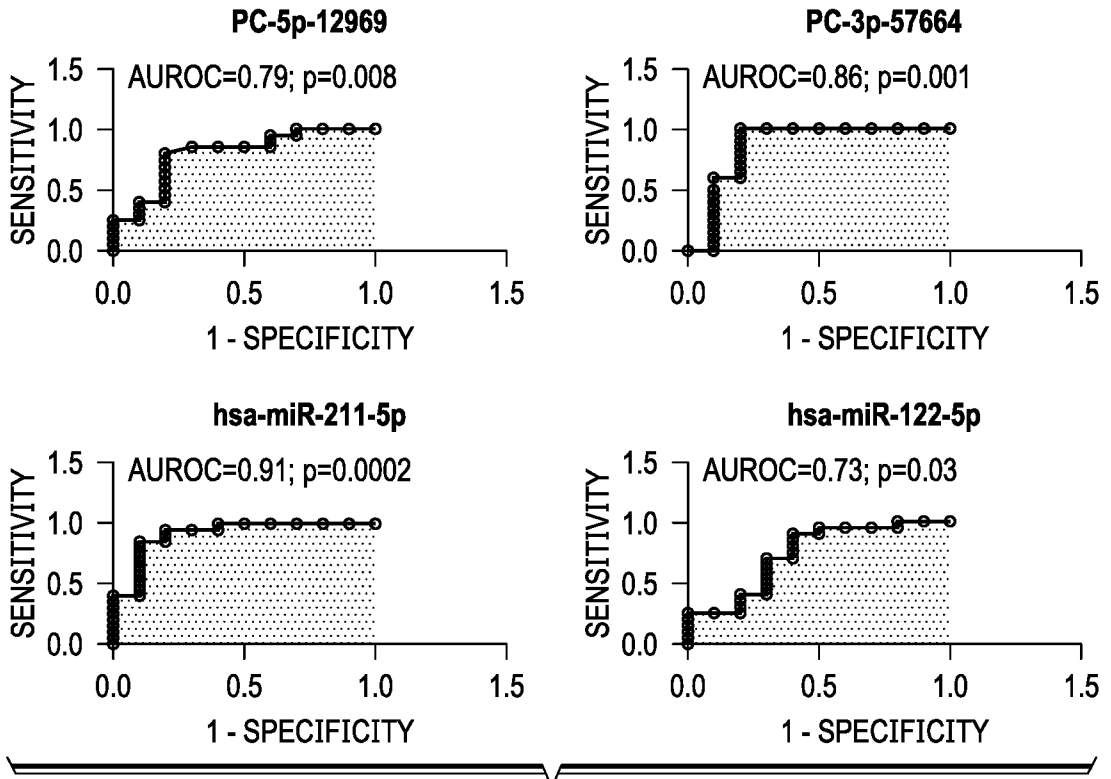 PC-5p-12969
AUROC=0.79; p=0.008
SENSITIVITY
1.5
1.0
0.5
0.0
0.0 0.5 1.0 1.5
1 - SPECIFICITY
PC-3p-57664
AUROC=0.86; p=0.001
SENSITIVITY
1.5
1.0
0.5
0.0
0.0 0.5 1.0 1.5
1 - SPECIFICITY
hsa-miR-211-5p
AUROC=0.91; p=0.0002
SENSITIVITY
1.5
1.0
0.5
0.0
0.0 0.5 1.0 1.5
1 - SPECIFICITY
hsa-miR-122-5p
AUROC=0.73; p=0.03
SENSITIVITY
1.5
1.0
0.5
0.0
0.0 0.5 1.0 1.5
1 - SPECIFICITY